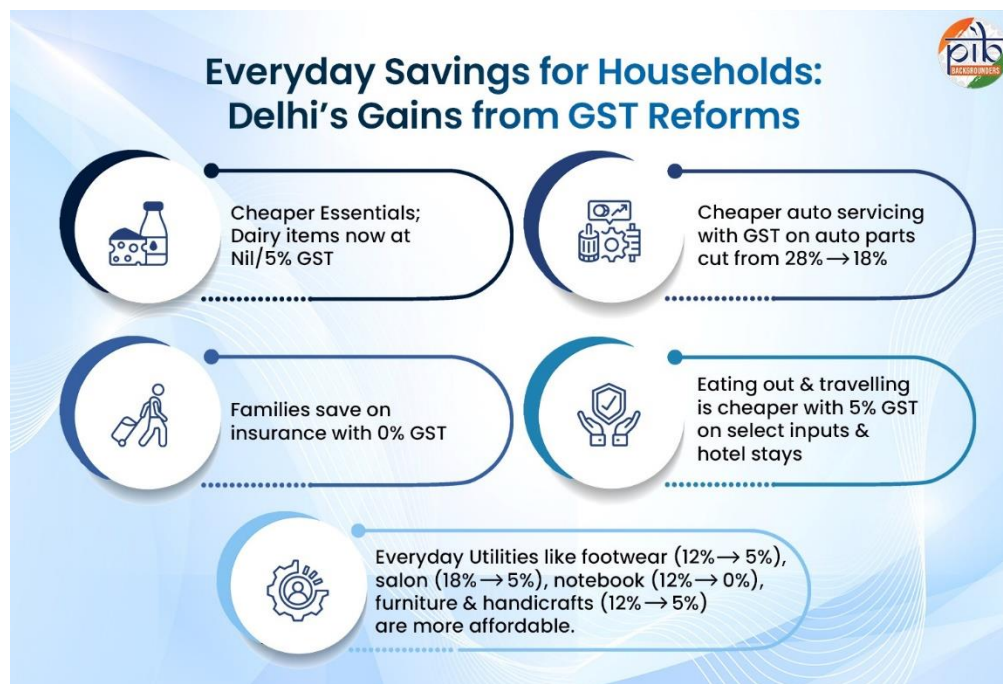 pib
BACKGROUNDERS
Everyday Savings for Households:
Delhi's Gains from GST Reforms
Cheaper Essentials;
Dairy items now at
Nil/5% GST
Cheaper auto servicing
with GST on auto parts
cut from 28%→18%
Families save on
insurance with 0% GST
Eating out & travelling
is cheaper with 5% GST
on select inputs &
hotel stays
Everyday Utilities like footwear (12%→5%),
salon (18%→5%), notebook (12%→0%),
furniture & handicrafts (12%→5%)
are more affordable.